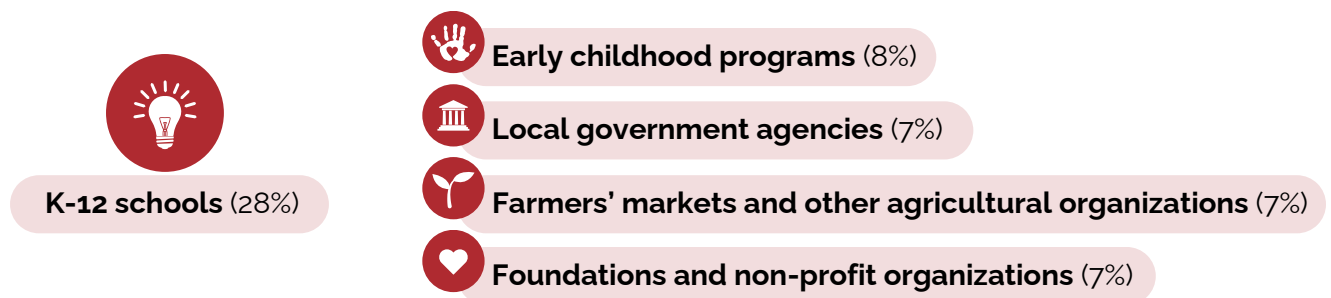 K-12 schools (28%)
Early childhood programs (8%)
Local government agencies (7%)
Farmers’ markets and other agricultural organizations (7%)
Foundations and non-profit organizations (7%)